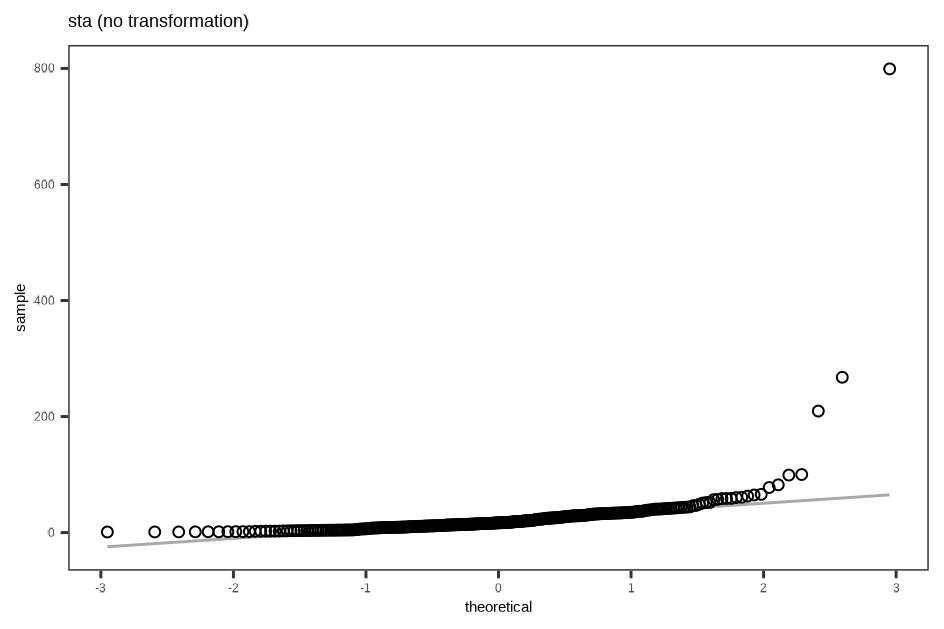 sta (no transformation)
800
600
400
200
0
sample
-3 -2 -1 0 1 2 3
theoretical